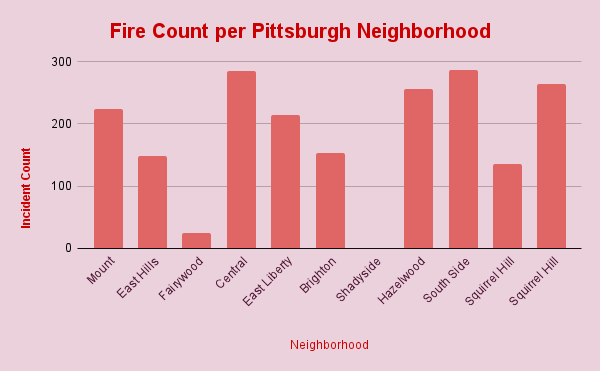 Fire Count per Pittsburgh Neighborhood
Incident Count
300
200
100
0
Mount
East Hills
Fairywood
Central
East Liberty
Brighton
Shadyside
Hazelwood
South Side
Squirrel Hill
Squirrel Hill
Neighborhood